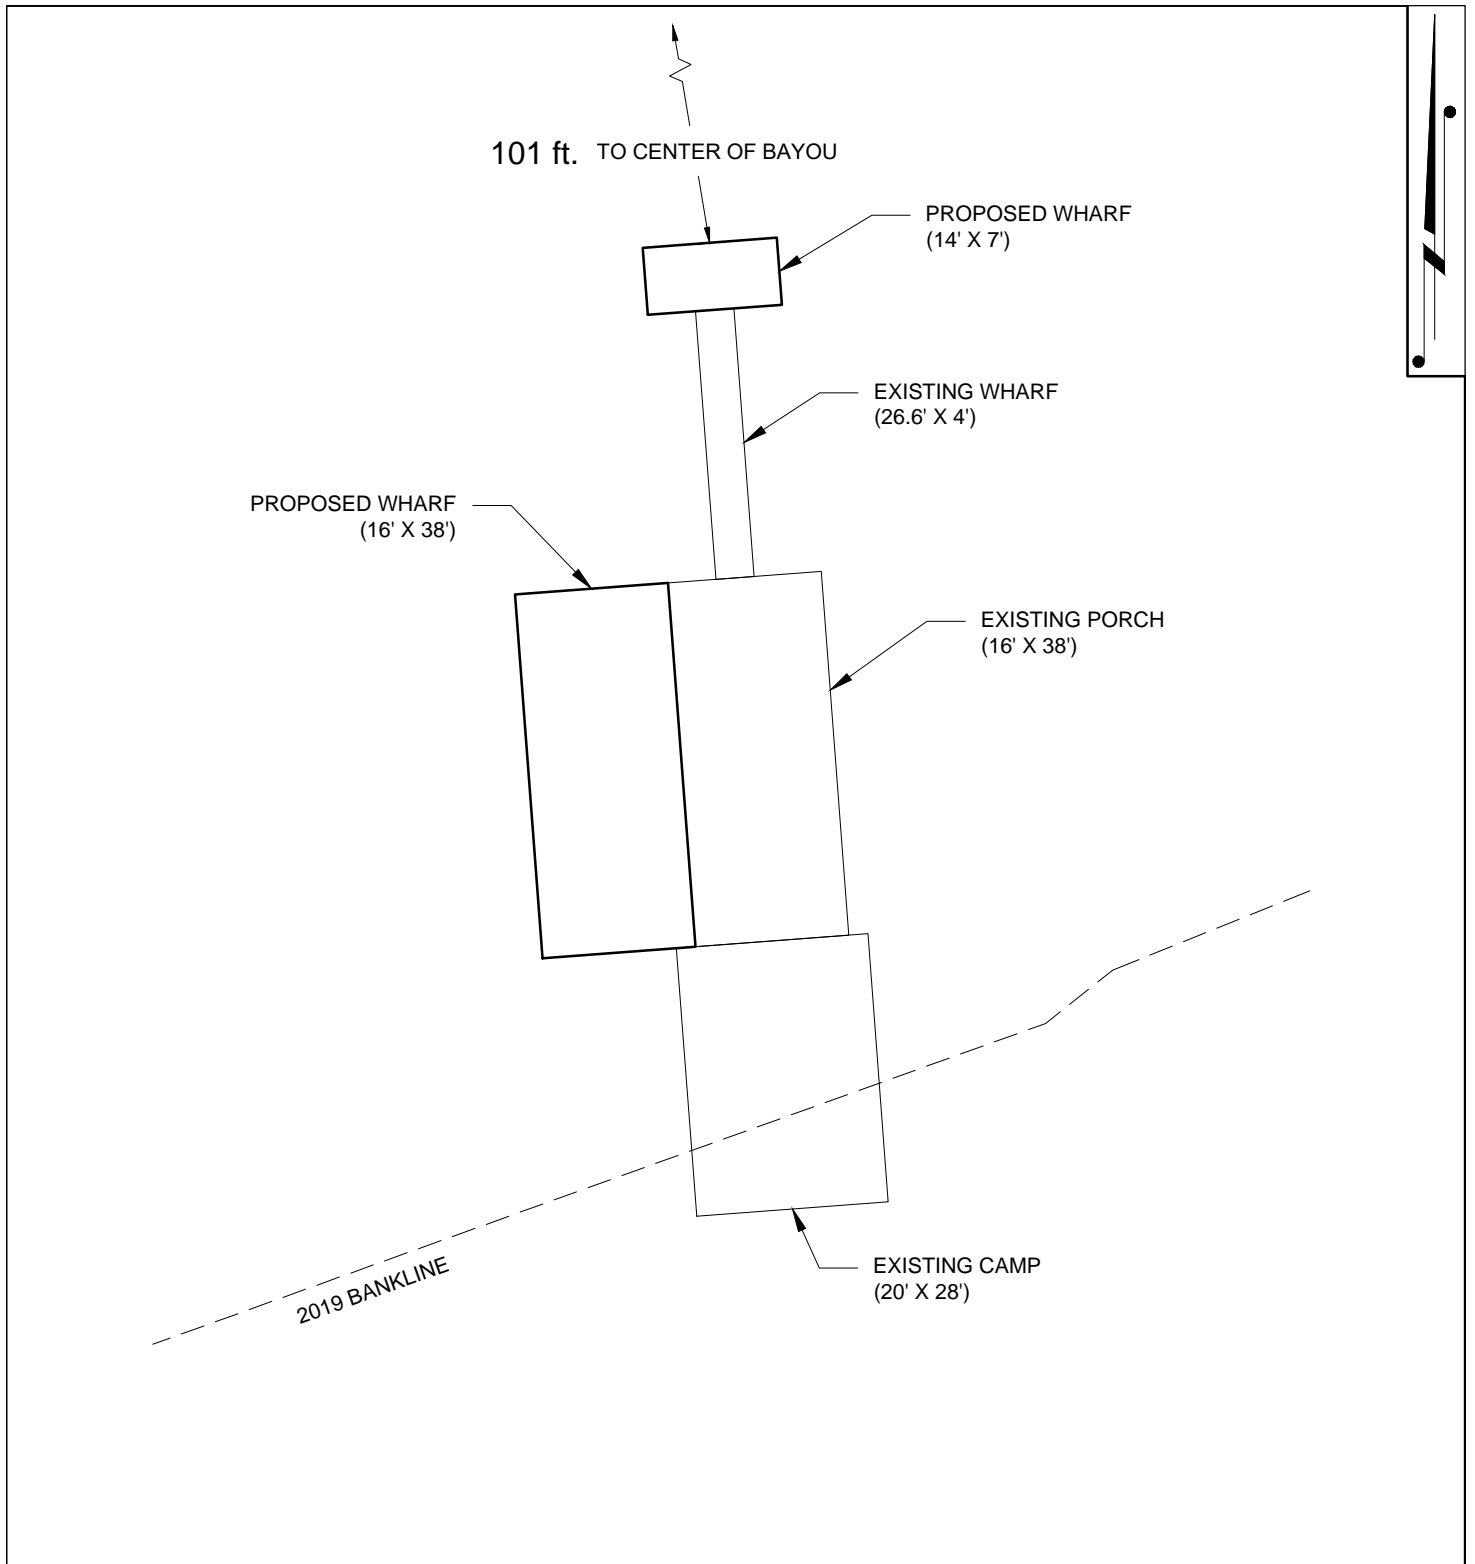 101 ft. TO CENTER OF BAYOU
PROPOSED WHARF
(14' X 7')
EXISTING WHARF
(26.6' X 4')
PROPOSED WHARF
(16' X 38')
EXISTING PORCH
(16' X 38')
2019 BANKLINE
EXISTING CAMP
(20' X 28')